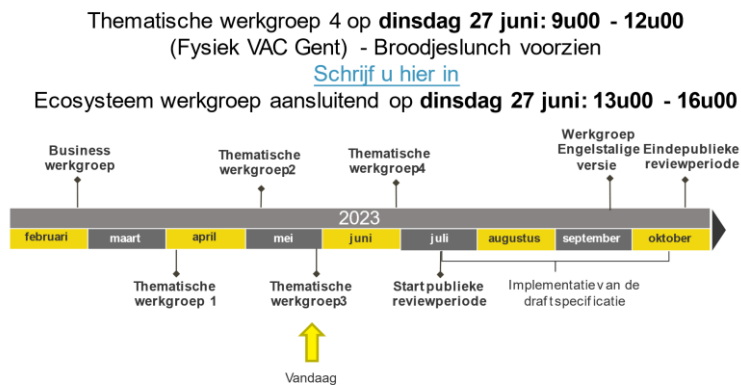 Thematische werkgroep 4 op dinsdag 27 juni: 9u00 - 12u00
(Fysiek VAC Gent) - Broodjeslunch voorzien
Schrijf u hier in
Ecosysteem werkgroep aansluitend op dinsdag 27 juni: 13u00 - 16u00
Business
werkgroep
Thematische
werkgroep2
Thematische
werkgroep4
Werkgroep
Engelstalige
versie
Eindepublieke
reviewperiode
2023
februari
maart
april
mei
juni
juli
augustus
september
oktober
Thematische
werkgroep 1
Thematische
werkgroep3
Start publieke
reviewperiode
Implementatie van de
draftspecificatie
Vandaag